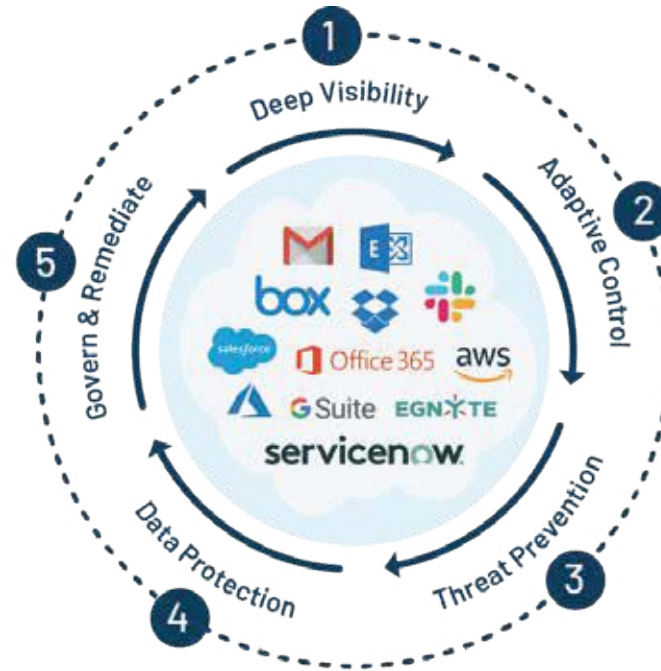 1
Deep Visibility
2
Adaptive Control
3
Threat Prevention
4
Data Protection
5
Govern & Remediate
M
E
box
salesforce
Office 365
aws
G Suite
EGNYTE
servicenow